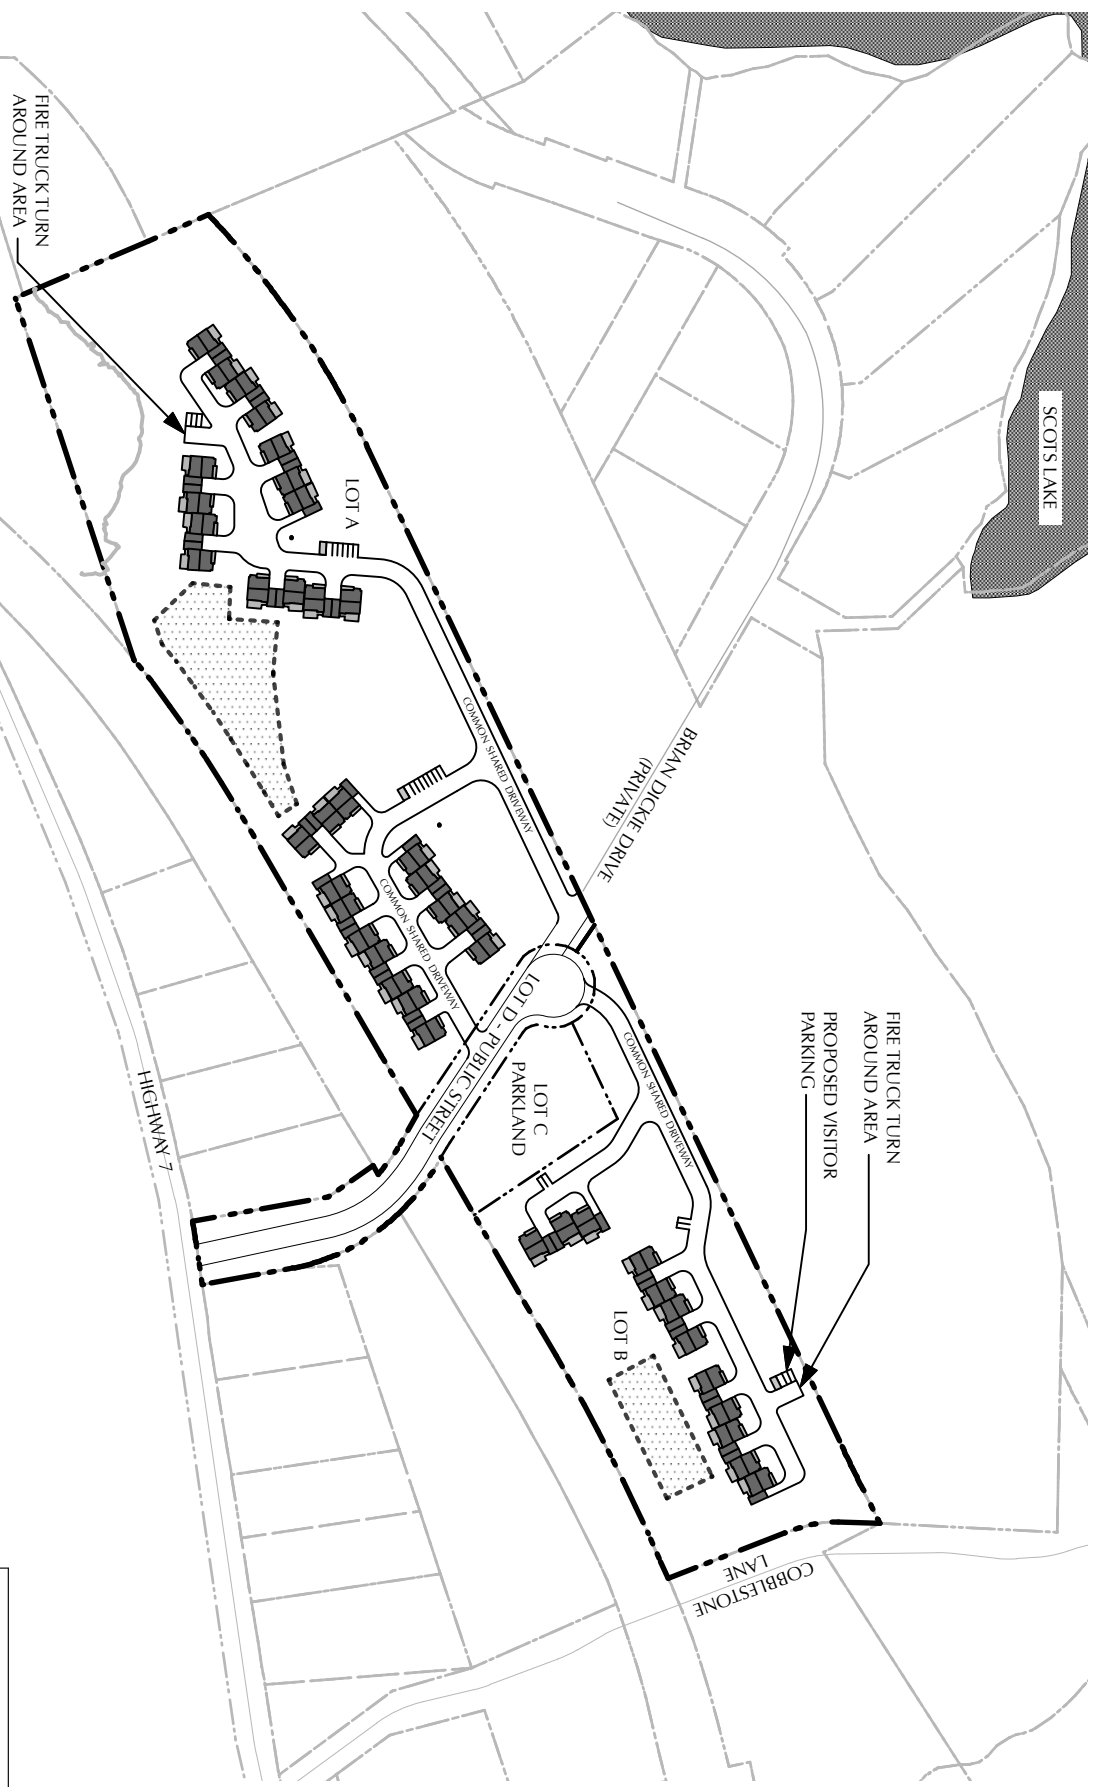 SCOTS LAKE
FIRE TRUCK TURN
AROUND AREA
LOT A
COMMON SHARED DRIVEWAY
BRIAN DICKIE DRIVE
(PRIVATE)
COMMON SHARED DRIVEWAY
LOT D - PUBLIC STREET
LOT C
PARKLAND
COMMON SHARED DRIVEWAY
FIRE TRUCK TURN
AROUND AREA
PROPOSED VISITOR
PARKING
LOT B
HIGHWAY 7
COBBLESTONE
LANE